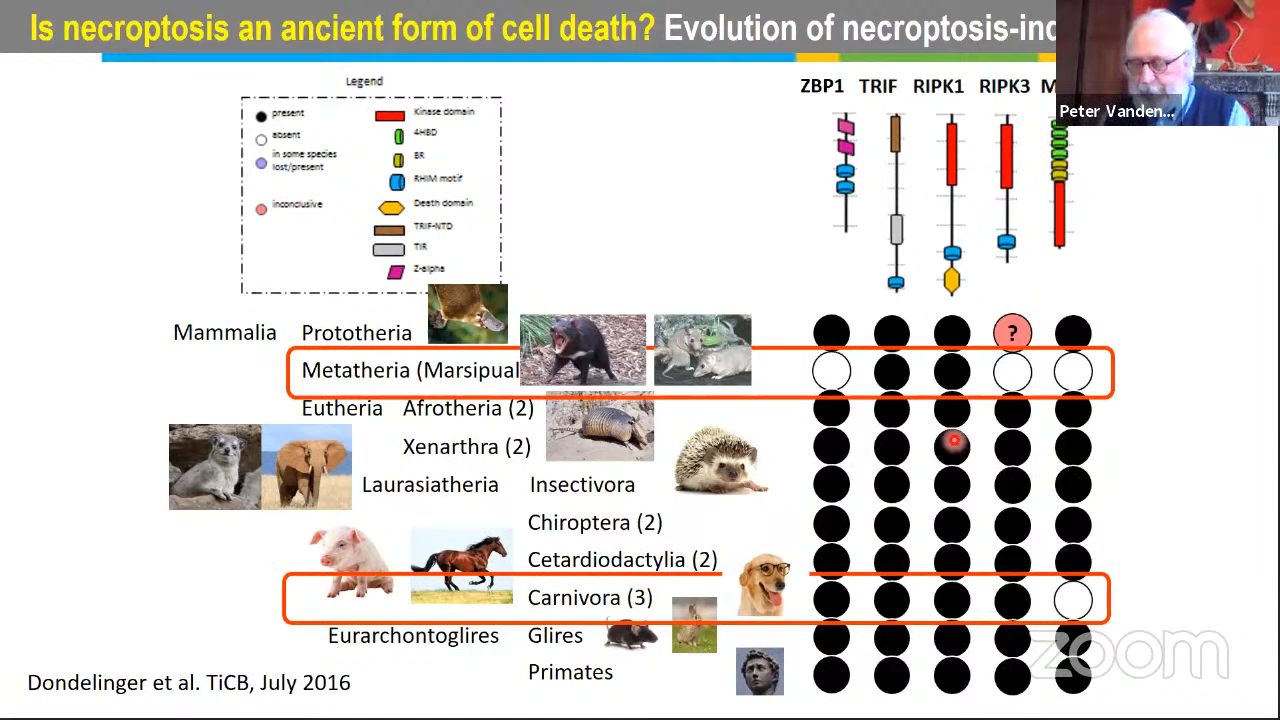 Is necroptosis an ancient form of cell death? Evolution of necroptosis-ind
Peter Vanden...
Legend
present
absent
in some species
lost/present
inconclusive
Kinase domain
4HBD
BR
RHIM motif
Death domain
TRIF-NTD
TIR
Z-alpha
ZBP1 TRIF RIPK1 RIPK3 M
Mammalia Prototheria ?
Metatheria (Marsipual
Eutheria Afrotheria (2)
Xenarthra (2)
Laurasiatheria Insectivora
Chiroptera (2)
Cetardiodactylia (2)
Carnivora (3)
Eurarchontoglires Glires
Primates
zoom
Dondelinger et al. TiCB, July 2016